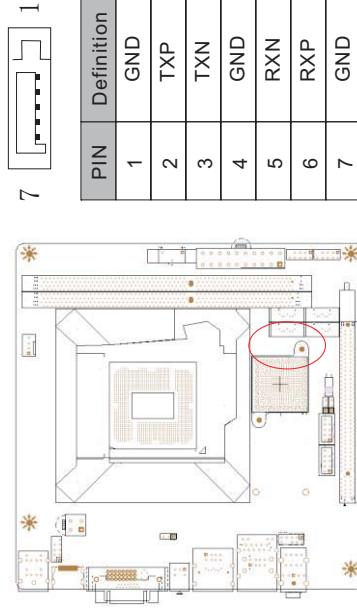 7 1
PIN Definition
1 GND
2 TXP
3 TXN
4 GND
5 RXN
6 RXP
7 GND